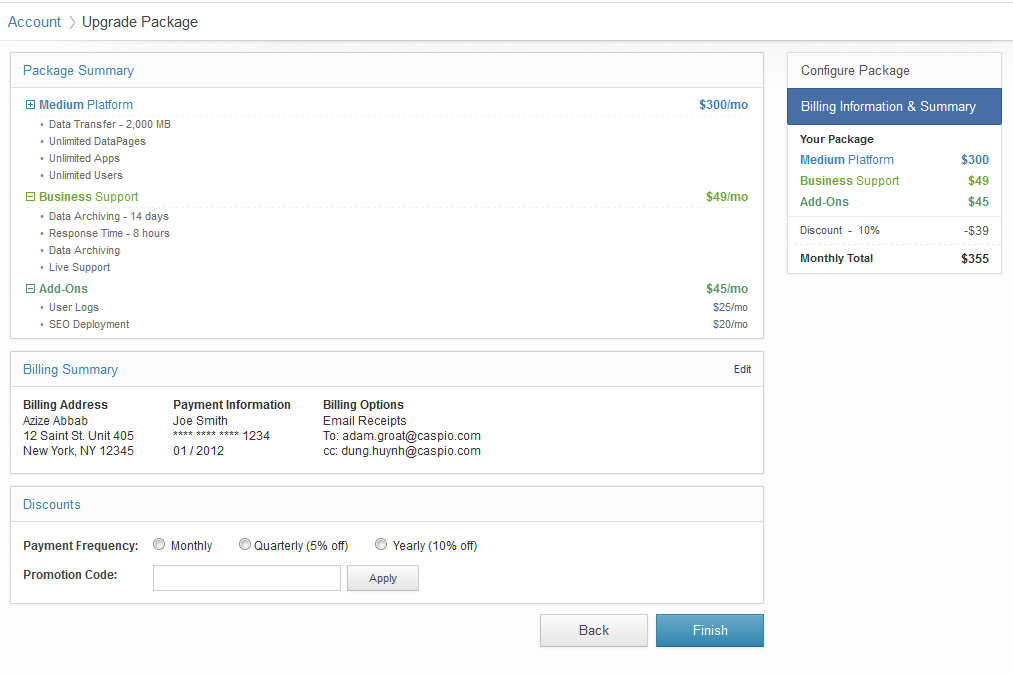 Account > Upgrade Package
Package Summary
Medium Platform $300/mo
• Data Transfer - 2,000 MB
• Unlimited DataPages
• Unlimited Apps
• Unlimited Users
Business Support $49/mo
• Data Archiving - 14 days
• Response Time - 8 hours
• Data Archiving
• Live Support
Add-Ons $45/mo
• User Logs $25/mo
• SEO Deployment $20/mo
Billing Summary Edit
Billing Address Payment Information Billing Options
Azize Abbab Joe Smith Email Receipts
12 Saint St. Unit 405 **** **** **** 1234 To: adam.groat@caspio.com
New York, NY 12345 01 / 2012 cc: dung.huynh@caspio.com
Discounts
Payment Frequency: Monthly Quarterly (5% off) Yearly (10% off)
Promotion Code: Apply
Back Finish
Configure Package
Billing Information & Summary
Your Package
Medium Platform $300
Business Support $49
Add-Ons $45
Discount - 10% -$39
Monthly Total $355